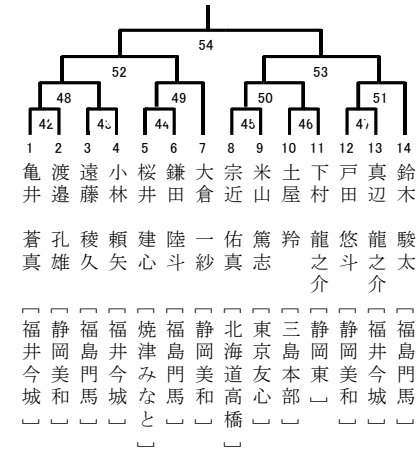 54
52 53
48 49 50 51
42 43 44 45 46 47
1 2 3 4 5 6 7 8 9 10 11 12 13 14
亀井 蒼真 [福井今城]
渡邉 孔雄 [静岡美和]
遠藤 稜久 [福島門馬]
小林 頼矢 [福井今城]
桜井 建心 [焼津みなと]
鎌田 陸斗 [福島門馬]
大倉 一紗 [静岡美和]
宗近 佑真 [北海道高橋]
米山 篤志 [東京友心]
土屋 羚 [三島本部]
下村 龍之介 [静岡東]
戸田 悠斗 [静岡美和]
真辺 龍之介 [福井今城]
鈴木 駿太 [福島門馬]